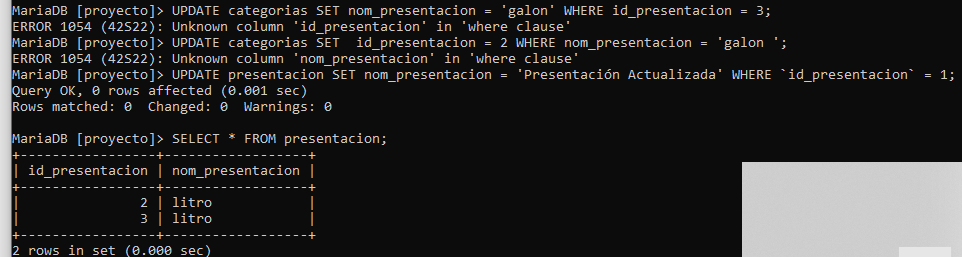 MariaDB [proyecto]> UPDATE categorias SET nom_presentacion = 'galon' WHERE id_presentacion = 3;
ERROR 1054 (42S22): Unknown column 'id_presentacion' in 'where clause'
MariaDB [proyecto]> UPDATE categorias SET  id_presentacion = 2 WHERE nom_presentacion = 'galon ';
ERROR 1054 (42S22): Unknown column 'nom_presentacion' in 'where clause'
MariaDB [proyecto]> UPDATE presentacion SET nom_presentacion = 'Presentación Actualizada' WHERE `id_presentacion` = 1;
Query OK, 0 rows affected (0.001 sec)
Rows matched: 0  Changed: 0  Warnings: 0

MariaDB [proyecto]> SELECT * FROM presentacion;
+-----------------+------------------+
| id_presentacion | nom_presentacion |
+-----------------+------------------+
|               2 | litro            |
|               3 | litro            |
+-----------------+------------------+
2 rows in set (0.000 sec)